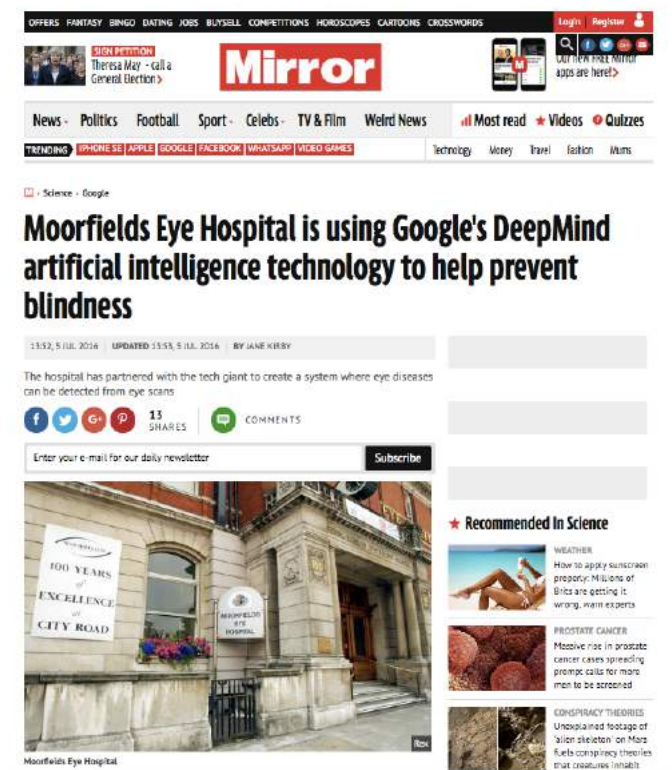 OFFERS FANTASY BINGO DATING JOBS BUYSELL COMPETITIONS HOROSCOPES CARTOONS CROSSWORDS
Login Register
SIGN PETITION
Theresa May - call a
General Election >
Mirror
M
Our new FREE Mirror
apps are here! >
News Politics Football Sport Celebs TV & Film Weird News
Most read Videos Quizzes
TRENDING IPHONE SE APPLE GOOGLE FACEBOOK WHATSAPP VIDEO GAMES
Technology Money Travel Fashion Mums
M › Science › Google
Moorfields Eye Hospital is using Google's DeepMind
artificial intelligence technology to help prevent
blindness
13:52, 5 JUL 2016 UPDATED 13:53, 5 JUL 2016 BY JANE KIRBY
The hospital has partnered with the tech giant to create a system where eye diseases
can be detected from eye scans
13
SHARES
COMMENTS
Enter your e-mail for our daily newsletter
Subscribe
100 YEARS
of
EXCELLENCE
at
CITY ROAD
MOORFIELDS
EYE
HOSPITAL
Rex
Moorfields Eye Hospital
Recommended In Science
WEATHER
How to apply sunscreen
properly: Millions of
Brits are getting it
wrong, warn experts
PROSTATE CANCER
Massive rise in prostate
cancer cases spreading
prompt calls for more
men to be screened
CONSPIRACY THEORIES
Unexplained footage of
'alien skeleton' on Mars
fuels conspiracy theories
that creatures inhabit